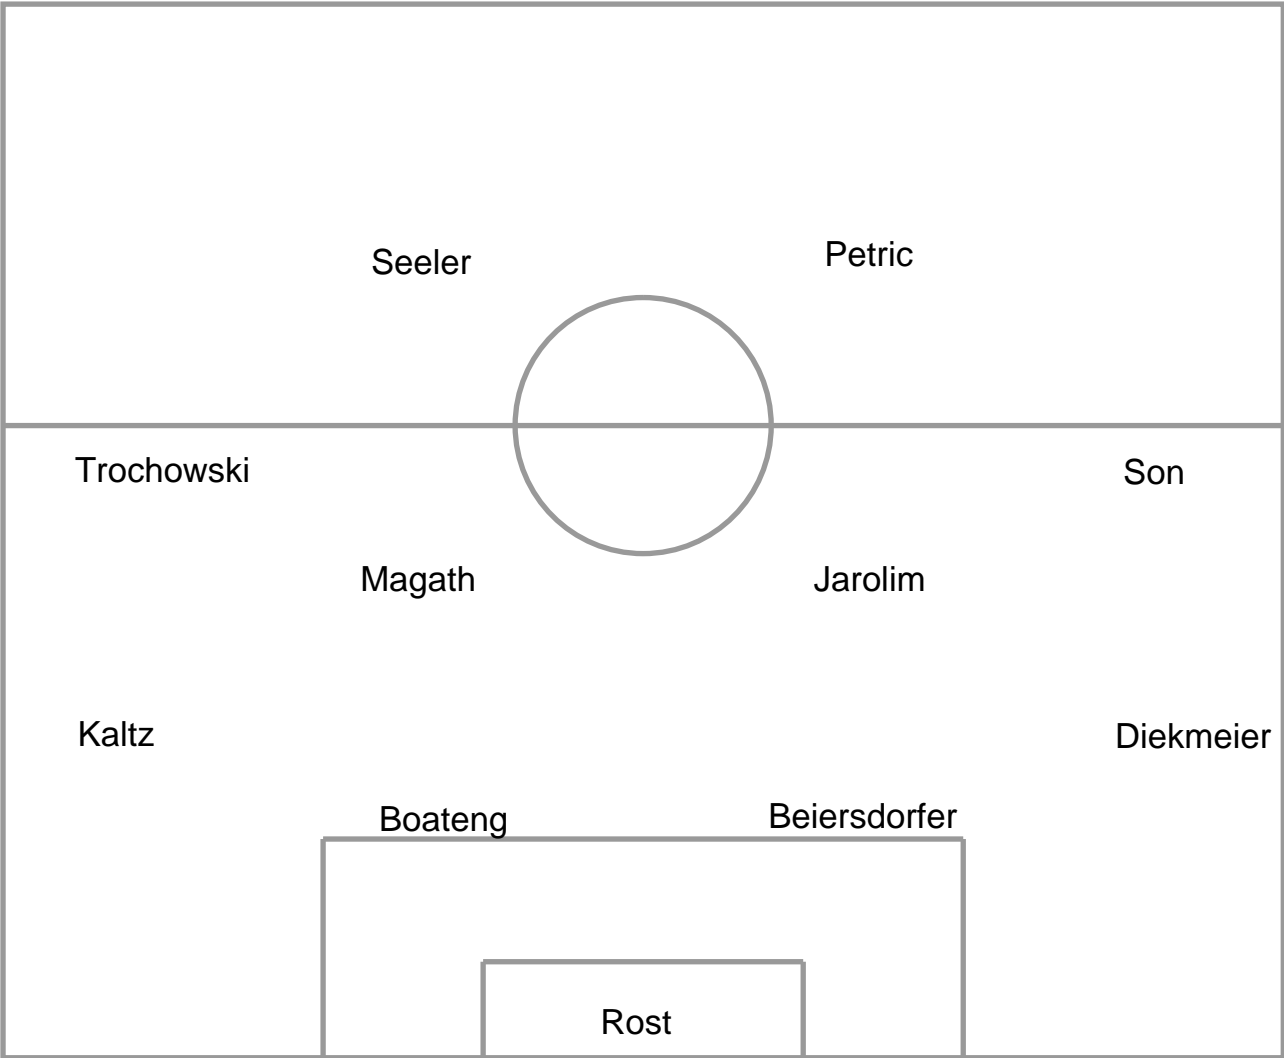 Seeler
Petric
Trochowski
Son
Magath
Jarolim
Kaltz
Diekmeier
Boateng
Beiersdorfer
Rost